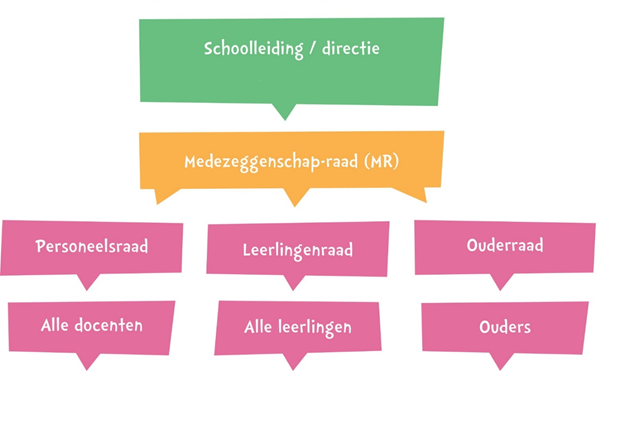 Schoolleiding / directie
Medezeggenschap-raad (MR)
Personeelsraad
Leerlingenraad
Ouderraad
Alle docenten
Alle leerlingen
Ouders